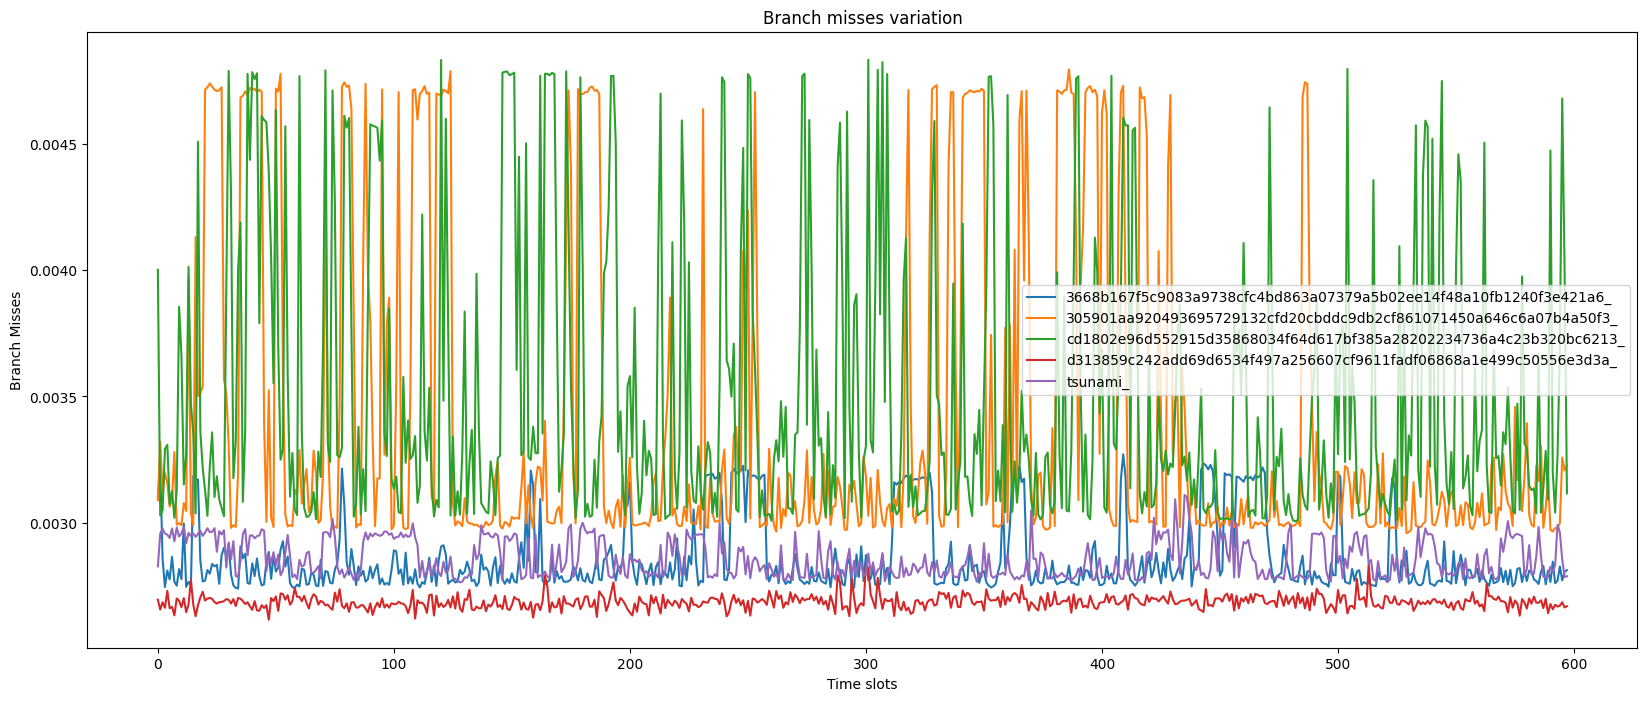 Branch misses variation
Branch Misses
0.0045
0.0040
0.0035
0.0030
3668b167f5c9083a9738cfc4bd863a07379a5b02ee14f48a10fb1240f3e421a6_
305901aa920493695729132cfd20cbddc9db2cf861071450a646c6a07b4a50f3_
cd1802e96d552915d35868034f64d617bf385a28202234736a4c23b320bc6213_
d313859c242add69d6534f497a256607cf9611fadf06868a1e499c50556e3d3a_
tsunami_
0 100 200 300 400 500 600
Time slots